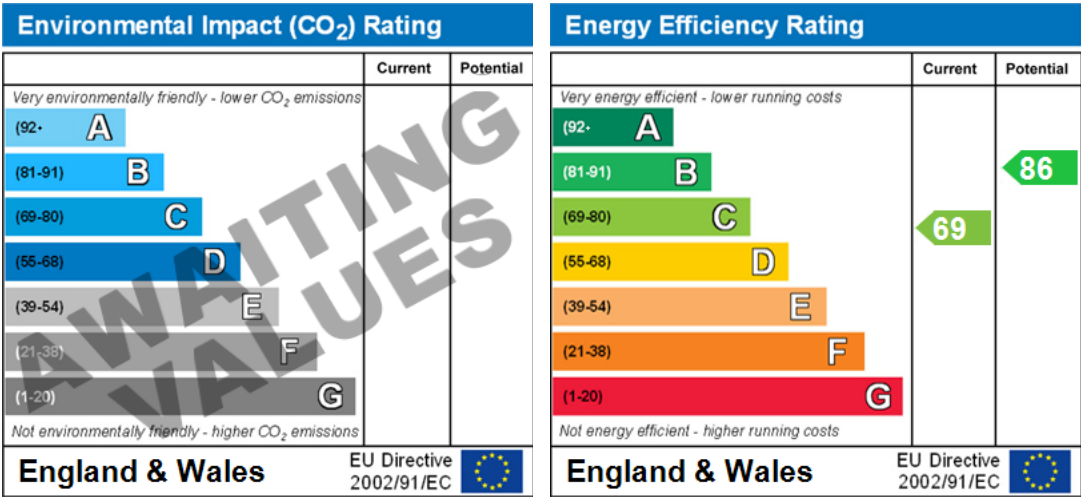 Environmental Impact (CO2) Rating
Current Potential
Very environmentally friendly - lower CO2 emissions
(92+ A
(81-91) B
(69-80) C
(55-68) D
(39-54) E
(21-38) F
(1-20) G
Not environmentally friendly - higher CO2 emissions
AWAITING
VALUES
England & Wales
EU Directive
2002/91/EC
Energy Efficiency Rating
Current Potential
Very energy efficient - lower running costs
(92+ A
(81-91) B
86
(69-80) C
69
(55-68) D
(39-54) E
(21-38) F
(1-20) G
Not energy efficient - higher running costs
England & Wales
EU Directive
2002/91/EC